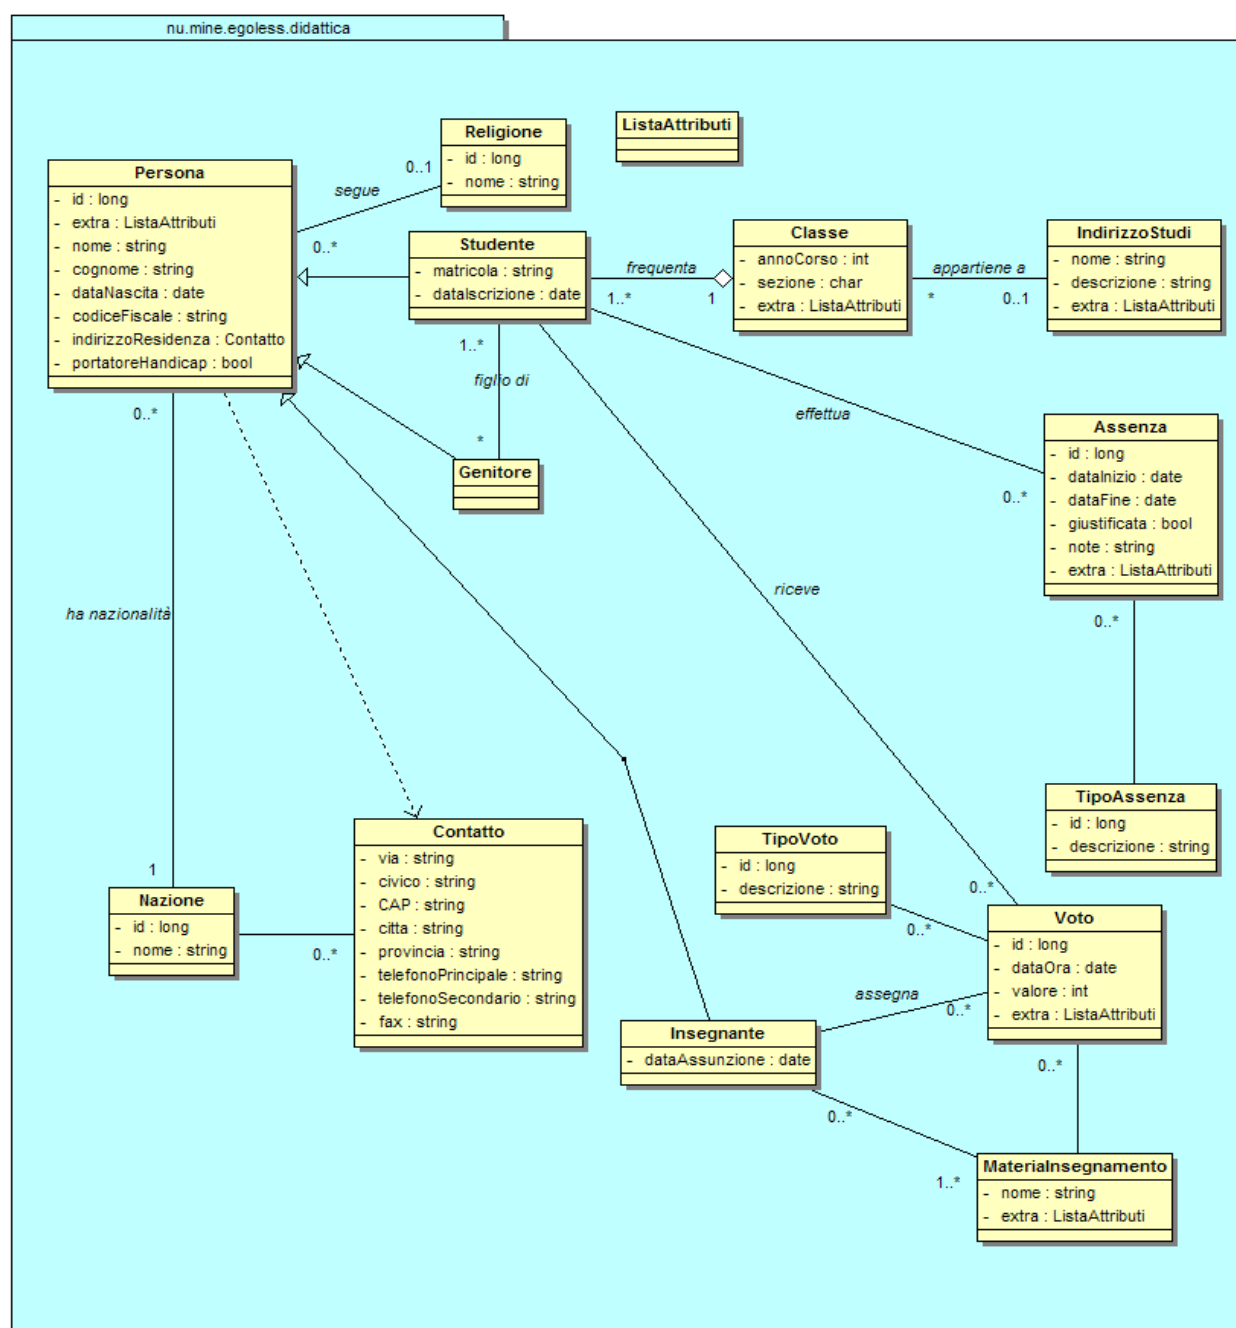 nu.mine.egoless.didattica
Religione
- id : long
- nome : string
ListaAttributi
Persona
- id : long
- extra : ListaAttributi
- nome : string
- cognome : string
- dataNascita : date
- codiceFiscale : string
- indirizzoResidenza : Contatto
- portatoreHandicap : bool
segue
0..1
0..*
Studente
- matricola : string
- dataIscrizione : date
frequenta
1..*
1
Classe
- annoCorso : int
- sezione : char
- extra : ListaAttributi
appartiene a
*
0..1
IndirizzoStudi
- nome : string
- descrizione : string
- extra : ListaAttributi
1..*
figlio di
*
Genitore
effettua
0..*
Assenza
- id : long
- dataInizio : date
- dataFine : date
- giustificata : bool
- note : string
- extra : ListaAttributi
0..*
ha nazionalità
1
riceve
0..*
0..*
TipoAssenza
- id : long
- descrizione : string
Contatto
- via : string
- civico : string
- CAP : string
- citta : string
- provincia : string
- telefonoPrincipale : string
- telefonoSecondario : string
- fax : string
Nazione
- id : long
- nome : string
0..*
TipoVoto
- id : long
- descrizione : string
0..*
Voto
- id : long
- dataOra : date
- valore : int
- extra : ListaAttributi
assegna
0..*
Insegnante
- dataAssunzione : date
0..*
0..*
1..*
MateriaInsegnamento
- nome : string
- extra : ListaAttributi